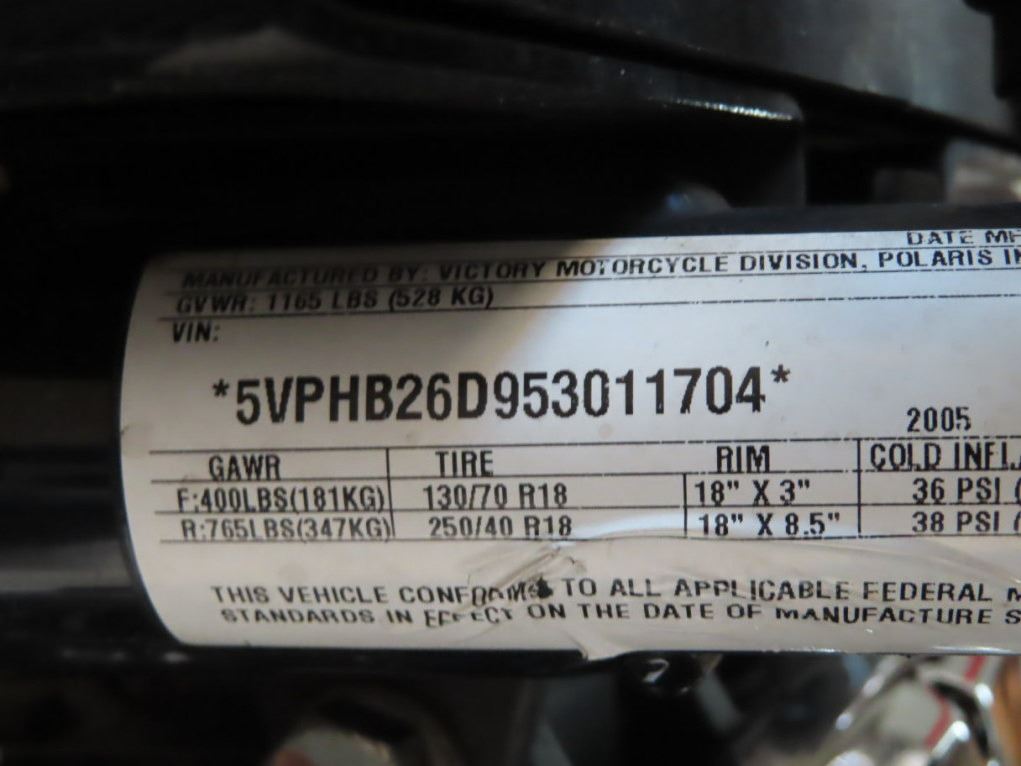 DATE MF
MANUFACTURED BY: VICTORY MOTORCYCLE DIVISION, POLARIS IN
GVWR: 1165 LBS (528 KG)
VIN:
*5VPHB26D953011704*
2005
GAWR TIRE RIM COLD INFLA
F:400LBS(181KG) 130/70 R18 18" X 3" 36 PSI (
R:765LBS(347KG) 250/40 R18 18" X 8.5" 38 PSI (
THIS VEHICLE CONFORMS TO ALL APPLICABLE FEDERAL M
STANDARDS IN EFFECT ON THE DATE OF MANUFACTURE S